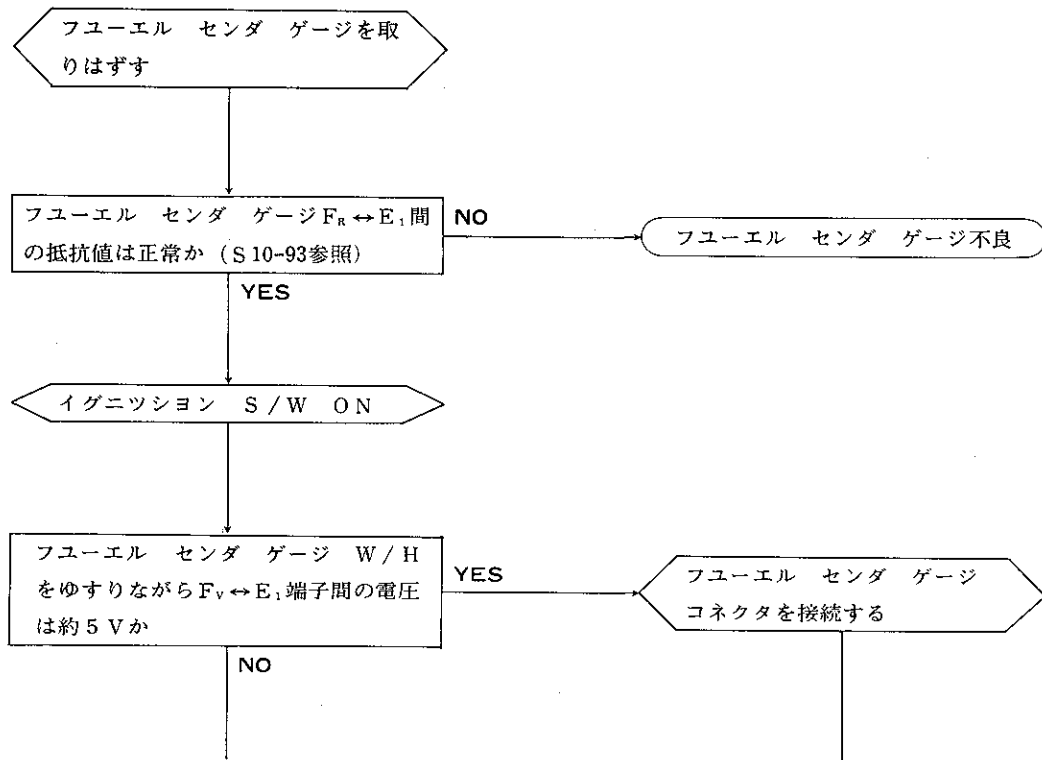 フユーエル センダ ゲージを取
りはずす
フユーエル センダ ゲージFR↔E1間
の抵抗値は正常か (S10-93参照)
NO
フユーエル センダ ゲージ不良
YES
イグニツシヨン S/W ON
フユーエル センダ ゲージ W/H
をゆすりながらFV↔E1端子間の電圧
は約5Vか
YES
フユーエル センダ ゲージ
コネクタを接続する
NO